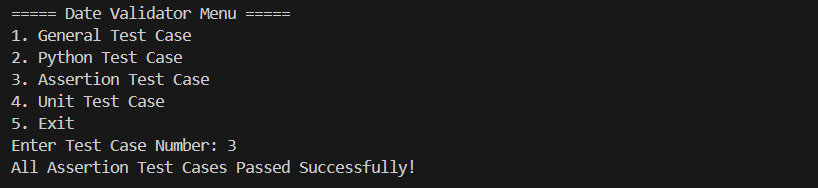 ===== Date Validator Menu =====
1. General Test Case
2. Python Test Case
3. Assertion Test Case
4. Unit Test Case
5. Exit
Enter Test Case Number: 3
All Assertion Test Cases Passed Successfully!